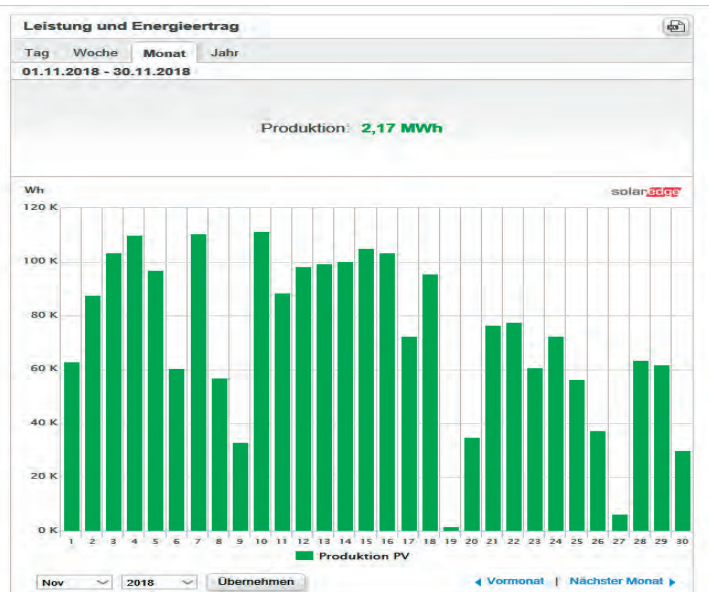 Leistung und Energieertrag
Tag Woche Monat Jahr
01.11.2018 - 30.11.2018
Produktion: 2,17 MWh
Wh
solaredge
120 K
100 K
80 K
60 K
40 K
20 K
0 K
1 2 3 4 5 6 7 8 9 10 11 12 13 14 15 16 17 18 19 20 21 22 23 24 25 26 27 28 29 30
Produktion PV
Nov 2018 Übernehmen Vormonat | Nächster Monat